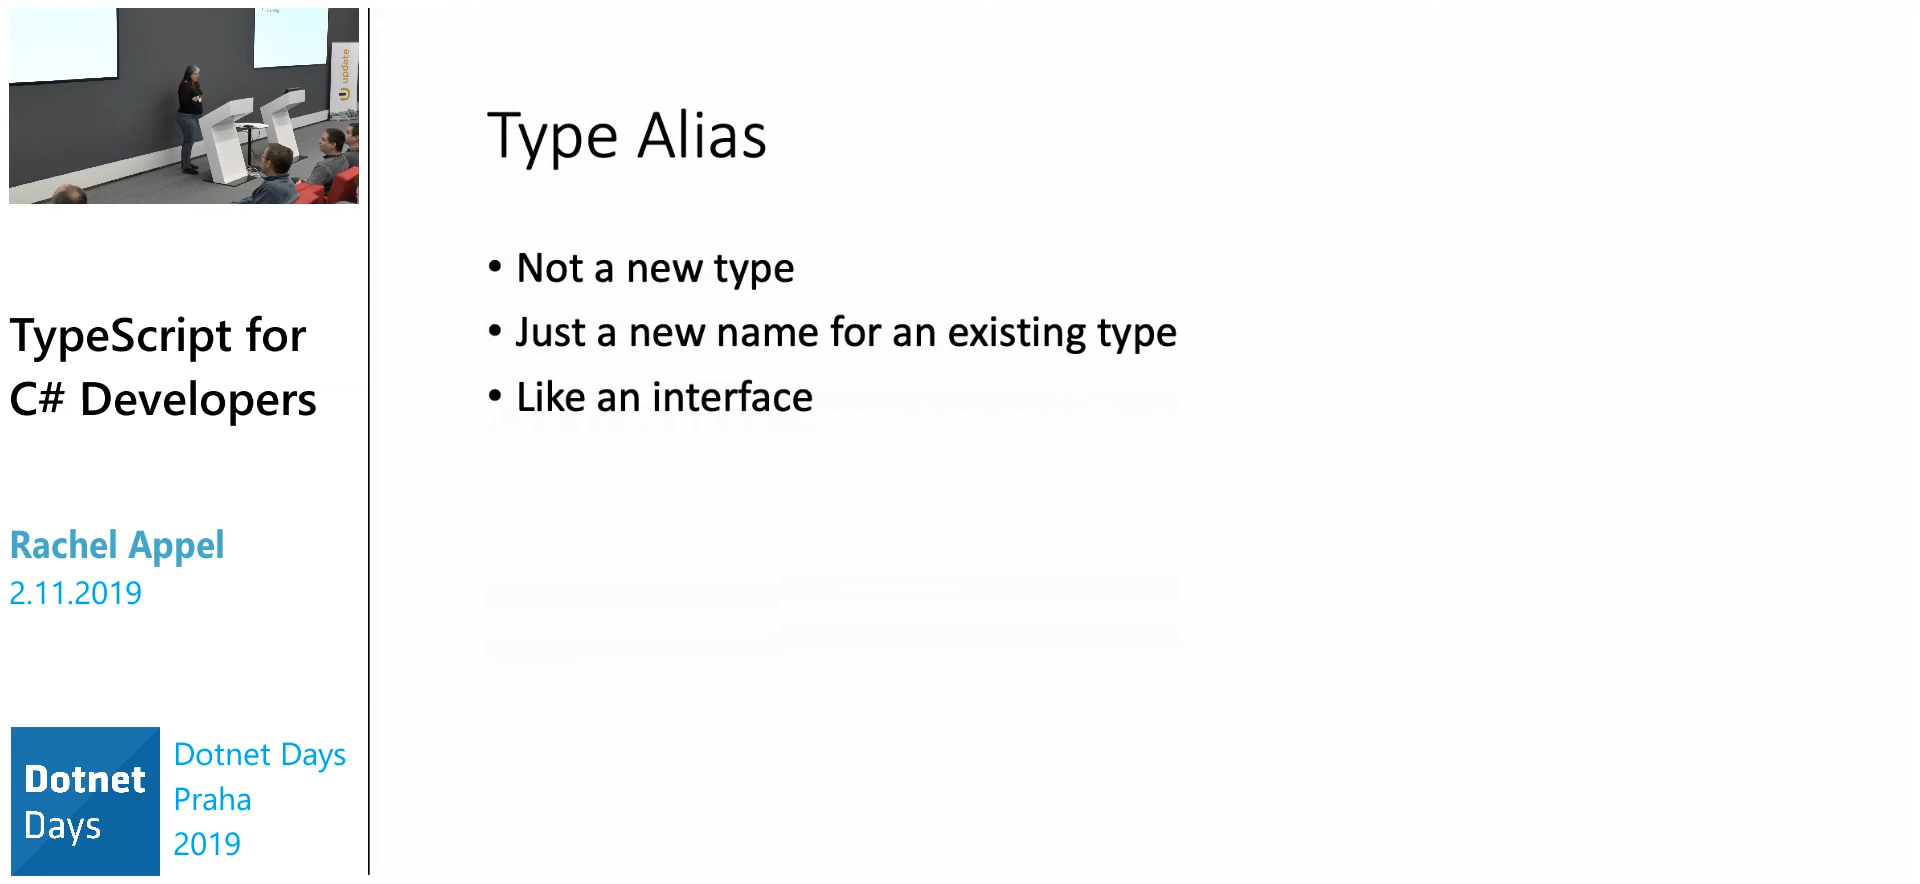 update
TypeScript for
C# Developers
Rachel Appel
2.11.2019
Dotnet
Days
Dotnet Days
Praha
2019
Type Alias
• Not a new type
• Just a new name for an existing type
• Like an interface